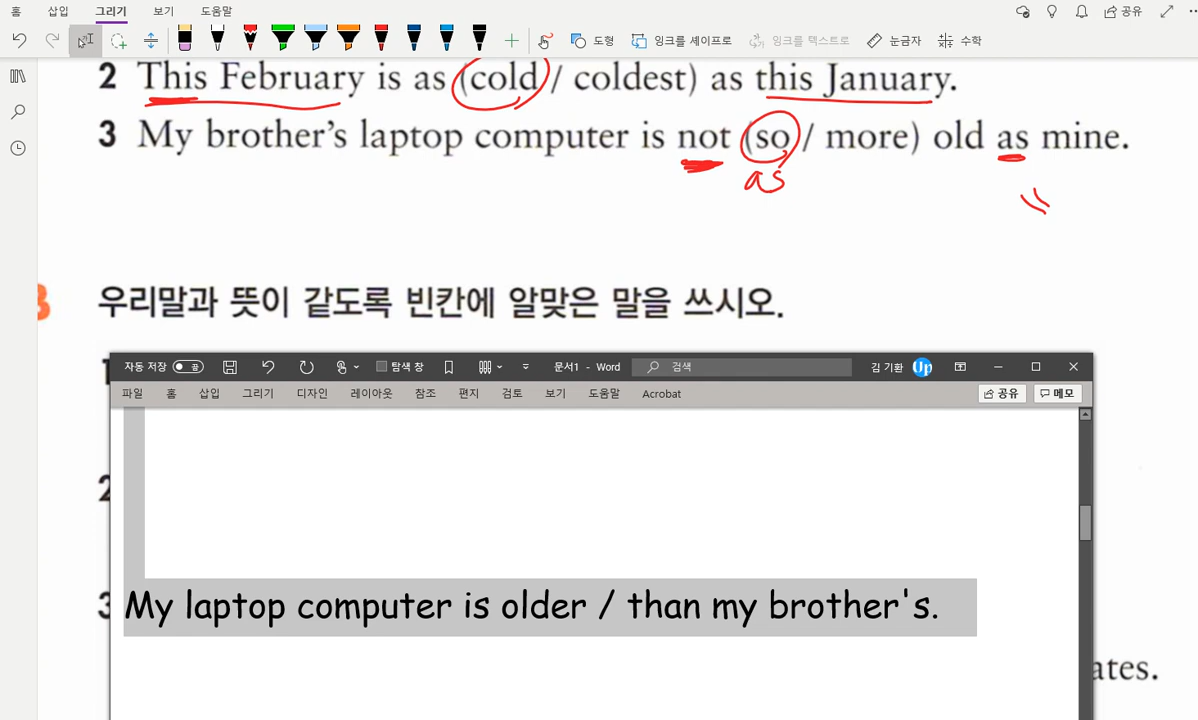 홈 삽입 그리기 보기 도움말
공유
도형 잉크를 셰이프로 잉크를 텍스트로 눈금자 수학
2 This February is as (cold / coldest) as this January.
3 My brother's laptop computer is not (so / more) old as mine.
as
우리말과 뜻이 같도록 빈칸에 알맞은 말을 쓰시오.
자동 저장 끔 탐색 창 문서1 - Word 검색 김 기환 Up
파일 홈 삽입 그리기 디자인 레이아웃 참조 편지 검토 보기 도움말 Acrobat 공유 메모
2
3
My laptop computer is older / than my brother's.
ates.